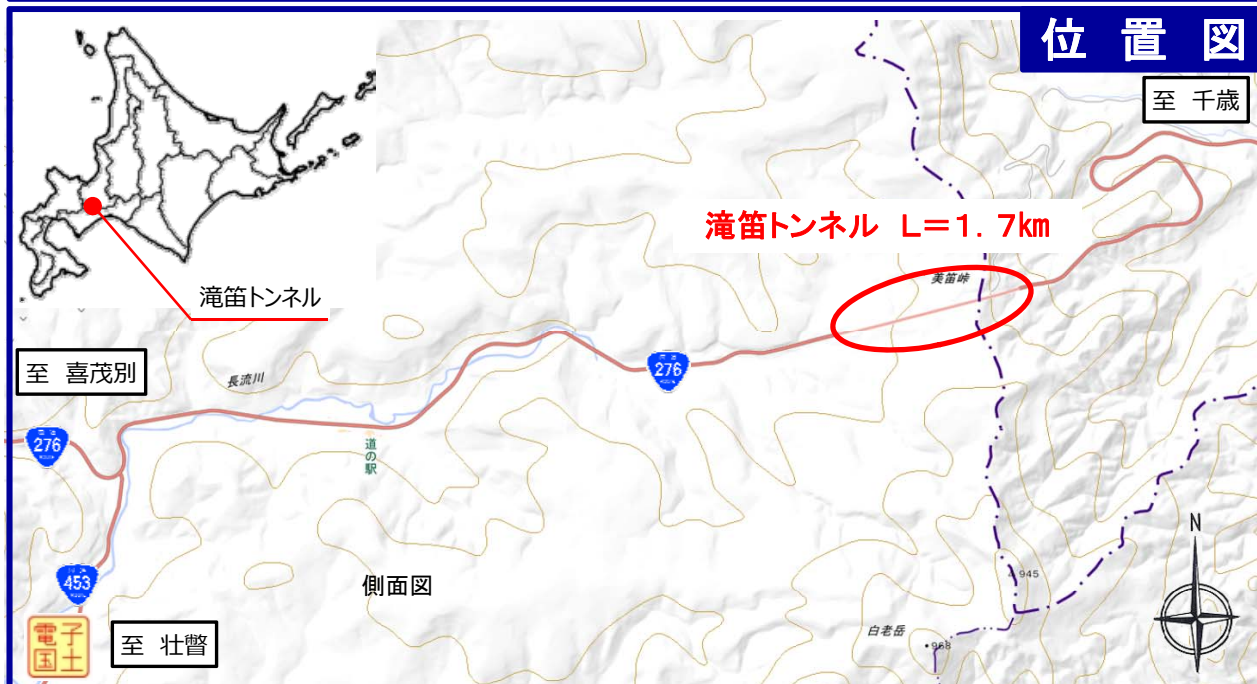 位置図
至 千歳
滝笛トンネル L=1.7km
美笛峠
滝笛トンネル
至 喜茂別
長流川
276
276
道の駅
453
側面図
N
945
白老岳
968
電子
国土
至 壮瞥